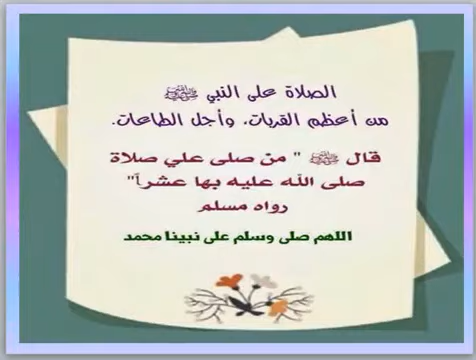 الصلاة على النبي ﷺ
من أعظم القربات، وأجل الطاعات.
قال ﷺ " من صلى علي صلاة
صلى الله عليه بها عشراً"
رواه مسلم
اللهم صلى وسلم على نبينا محمد